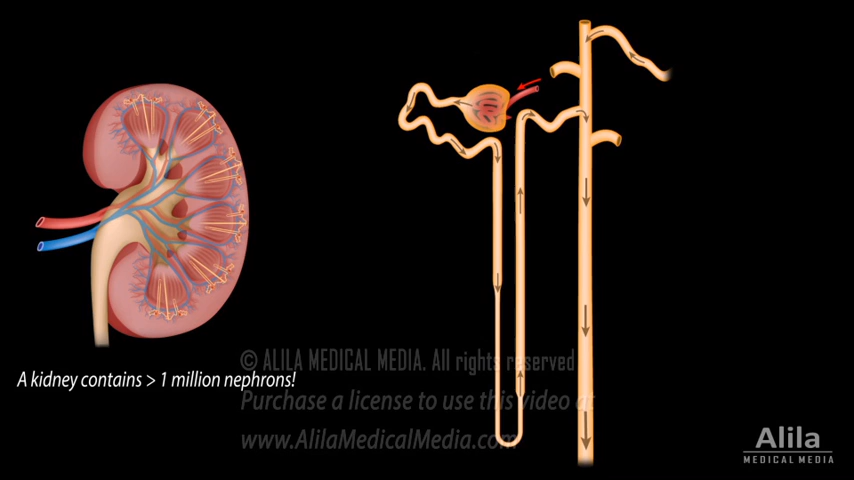 A kidney contains > 1 million nephrons!
© ALILA MEDICAL MEDIA. All rights reserved
Purchase a license to use this video at
www.AlilaMedicalMedia.com
Alila
MEDICAL MEDIA